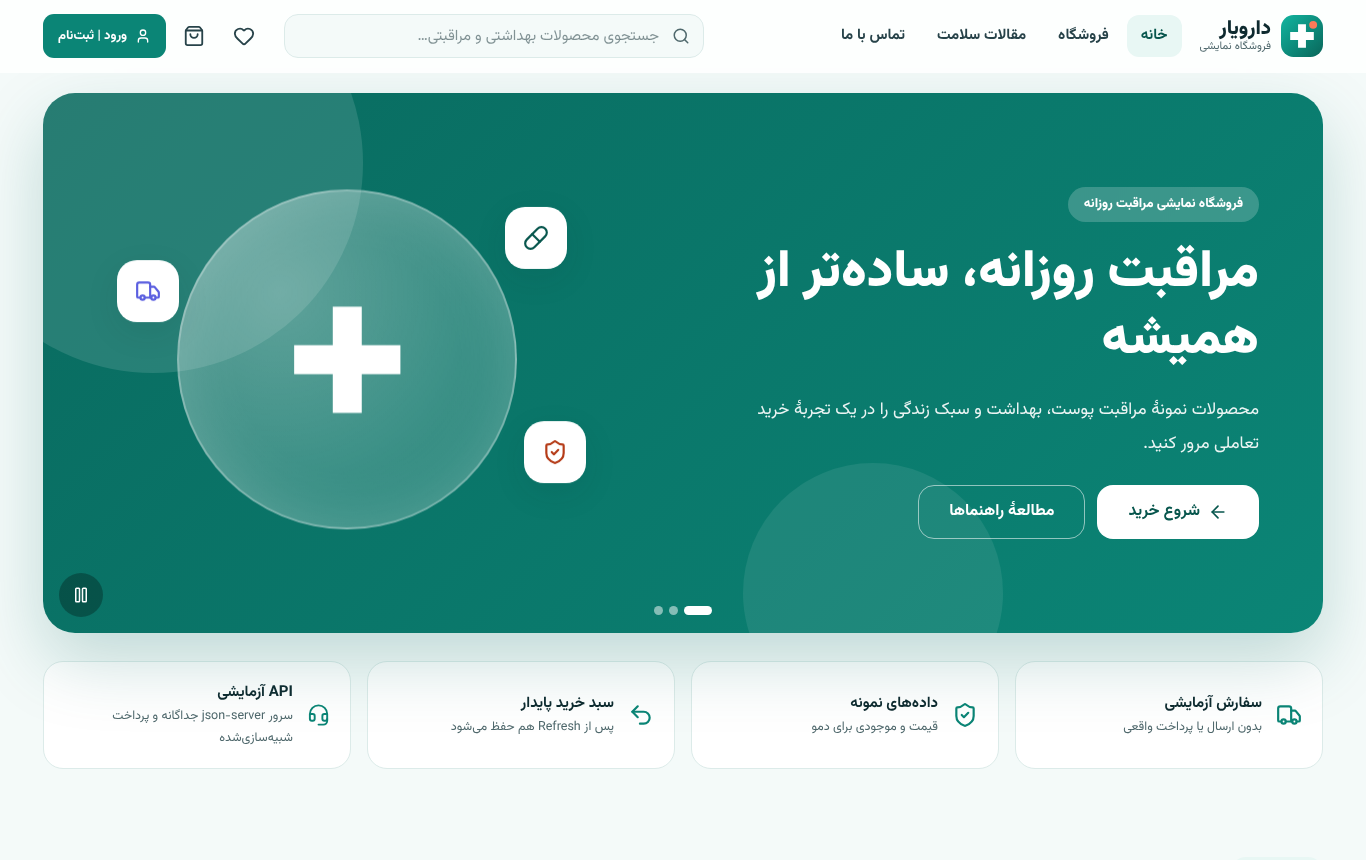 دارویار
فروشگاه نمایشی
خانه
فروشگاه
مقالات سلامت
تماس با ما
جستجوی محصولات بهداشتی و مراقبتی...
ورود | ثبت‌نام
فروشگاه نمایشی مراقبت روزانه
مراقبت روزانه، ساده‌تر از
همیشه
محصولات نمونهٔ مراقبت پوست، بهداشت و سبک زندگی را در یک تجربهٔ خرید
تعاملی مرور کنید.
شروع خرید
مطالعهٔ راهنماها
سفارش آزمایشی
بدون ارسال یا پرداخت واقعی
داده‌های نمونه
قیمت و موجودی برای دمو
سبد خرید پایدار
پس از Refresh هم حفظ می‌شود
API آزمایشی
سرور json-server جداگانه و پرداخت
شبیه‌سازی‌شده